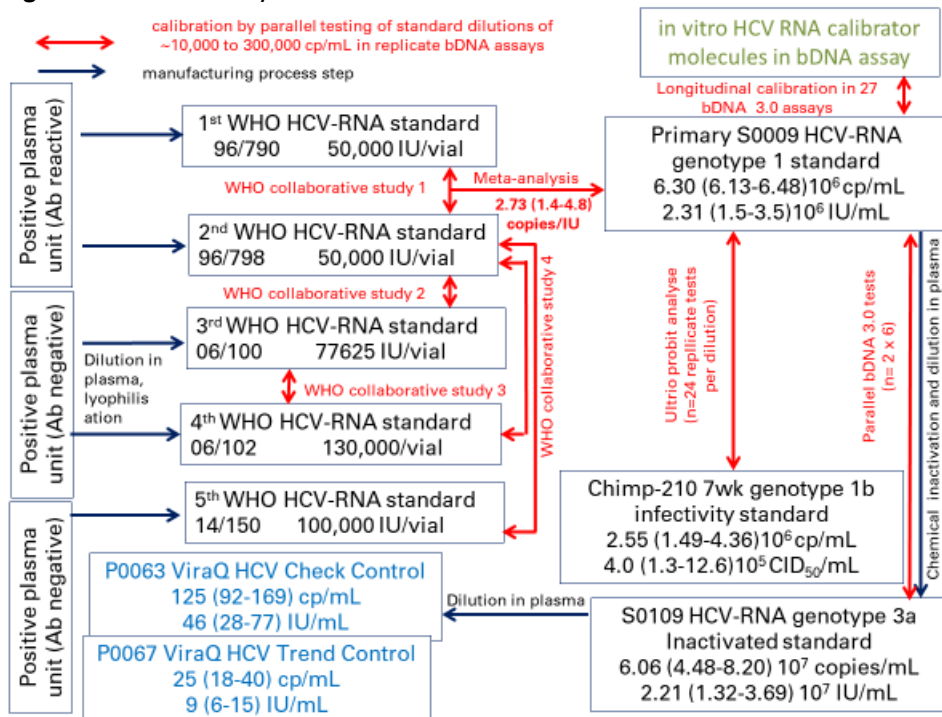 calibration by parallel testing of standard dilutions of
~10,000 to 300,000 cp/mL in replicate bDNA assays
manufacturing process step
in vitro HCV RNA calibrator
molecules in bDNA assay
Longitudinal calibration in 27
bDNA 3.0 assays
Positive plasma
unit (Ab reactive)
1st WHO HCV-RNA standard
96/790 50,000 IU/vial
WHO collaborative study 1
Meta-analysis
2.73 (1.4-4.8)
copies/IU
Primary S0009 HCV-RNA
genotype 1 standard
6.30 (6.13-6.48)10⁶ cp/mL
2.31 (1.5-3.5)10⁶ IU/mL
2nd WHO HCV-RNA standard
96/798 50,000 IU/vial
WHO collaborative study 2
WHO collaborative study 4
Positive plasma
unit (Ab negative)
Dilution in
plasma,
lyophilis
ation
3rd WHO HCV-RNA standard
06/100 77625 IU/vial
WHO collaborative study 3
4th WHO HCV-RNA standard
06/102 130,000/vial
Ultrio probit analyse
(n=24 repllicate tests
per dilution)
Parallel bDNA 3.0 tests
(n= 2 x 6)
Chemical inactivation and dilution in plasma
Positive plasma
unit (Ab negative)
5th WHO HCV-RNA standard
14/150 100,000 IU/vial
Chimp-210 7wk genotype 1b
infectivity standard
2.55 (1.49-4.36)10⁶ cp/mL
4.0 (1.3-12.6)10⁵ CID₅₀/mL
P0063 ViraQ HCV Check Control
125 (92-169) cp/mL
46 (28-77) IU/mL
Dilution in plasma
P0067 ViraQ HCV Trend Control
25 (18-40) cp/mL
9 (6-15) IU/mL
S0109 HCV-RNA genotype 3a
Inactivated standard
6.06 (4.48-8.20) 10⁷ copies/mL
2.21 (1.32-3.69) 10⁷ IU/mL